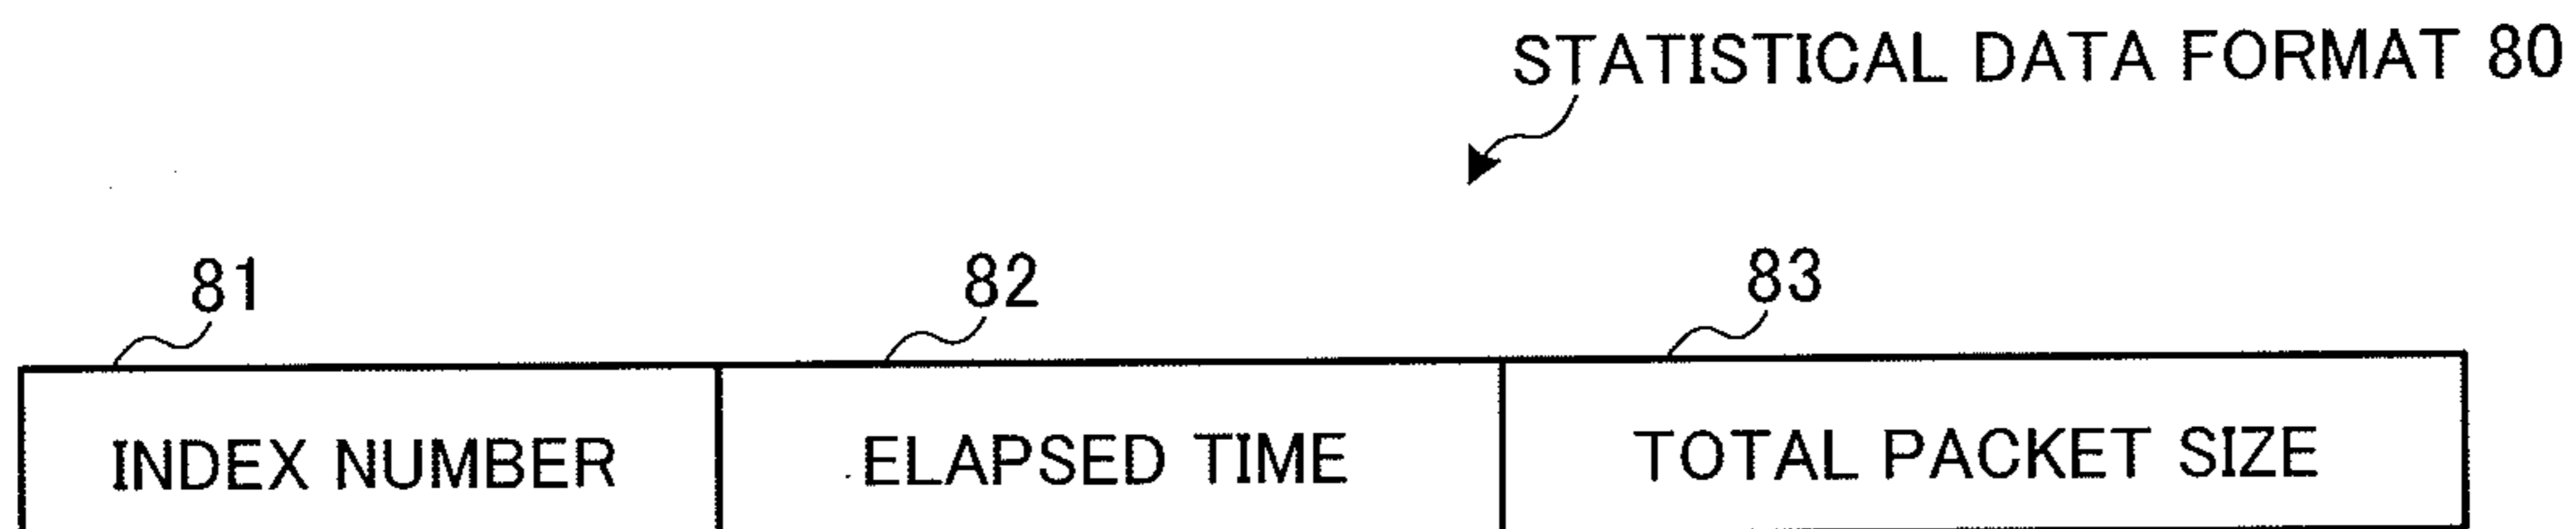 STATISTICAL DATA FORMAT 80
81 82 83
INDEX NUMBER ELAPSED TIME TOTAL PACKET SIZE